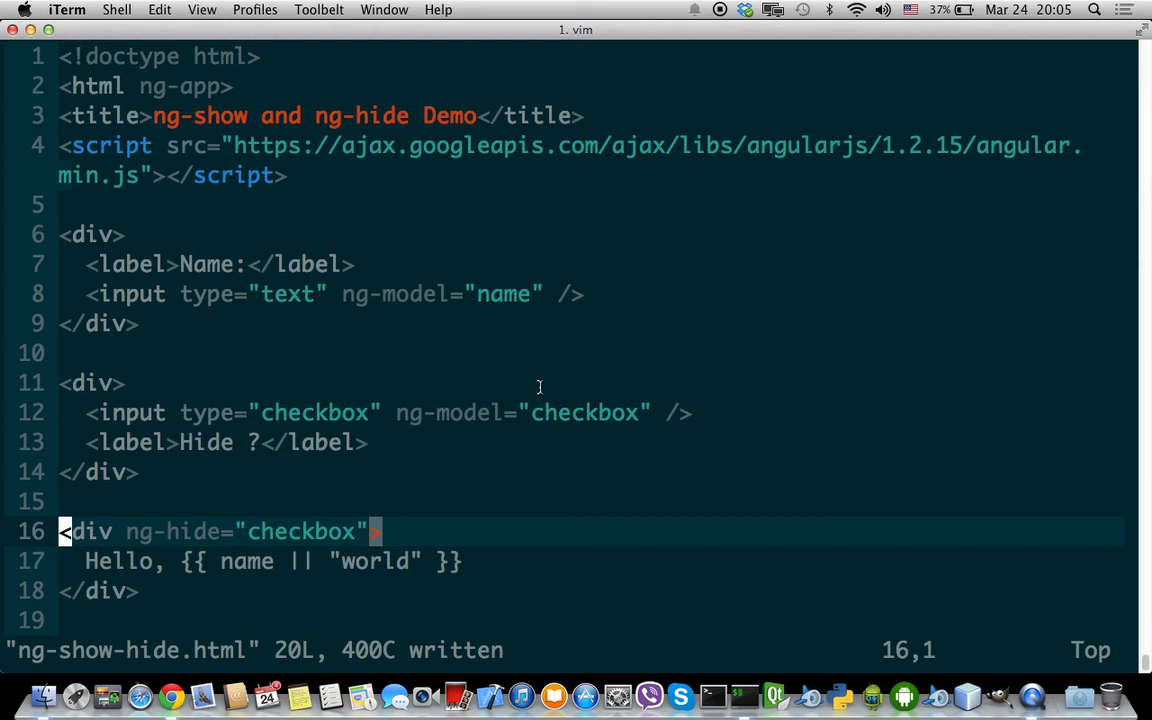 iTerm Shell Edit View Profiles Toolbelt Window Help 37% Mar 24 20:05
1. vim
1 <!doctype html>
2 <html ng-app>
3 <title>ng-show and ng-hide Demo</title>
4 <script src="https://ajax.googleapis.com/ajax/libs/angularjs/1.2.15/angular.
min.js"></script>
5
6 <div>
7   <label>Name:</label>
8   <input type="text" ng-model="name" />
9 </div>
10
11 <div>
12   <input type="checkbox" ng-model="checkbox" />
13   <label>Hide ?</label>
14 </div>
15
16 <div ng-hide="checkbox">
17   Hello, {{ name || "world" }}
18 </div>
19
"ng-show-hide.html" 20L, 400C written 16,1 Top